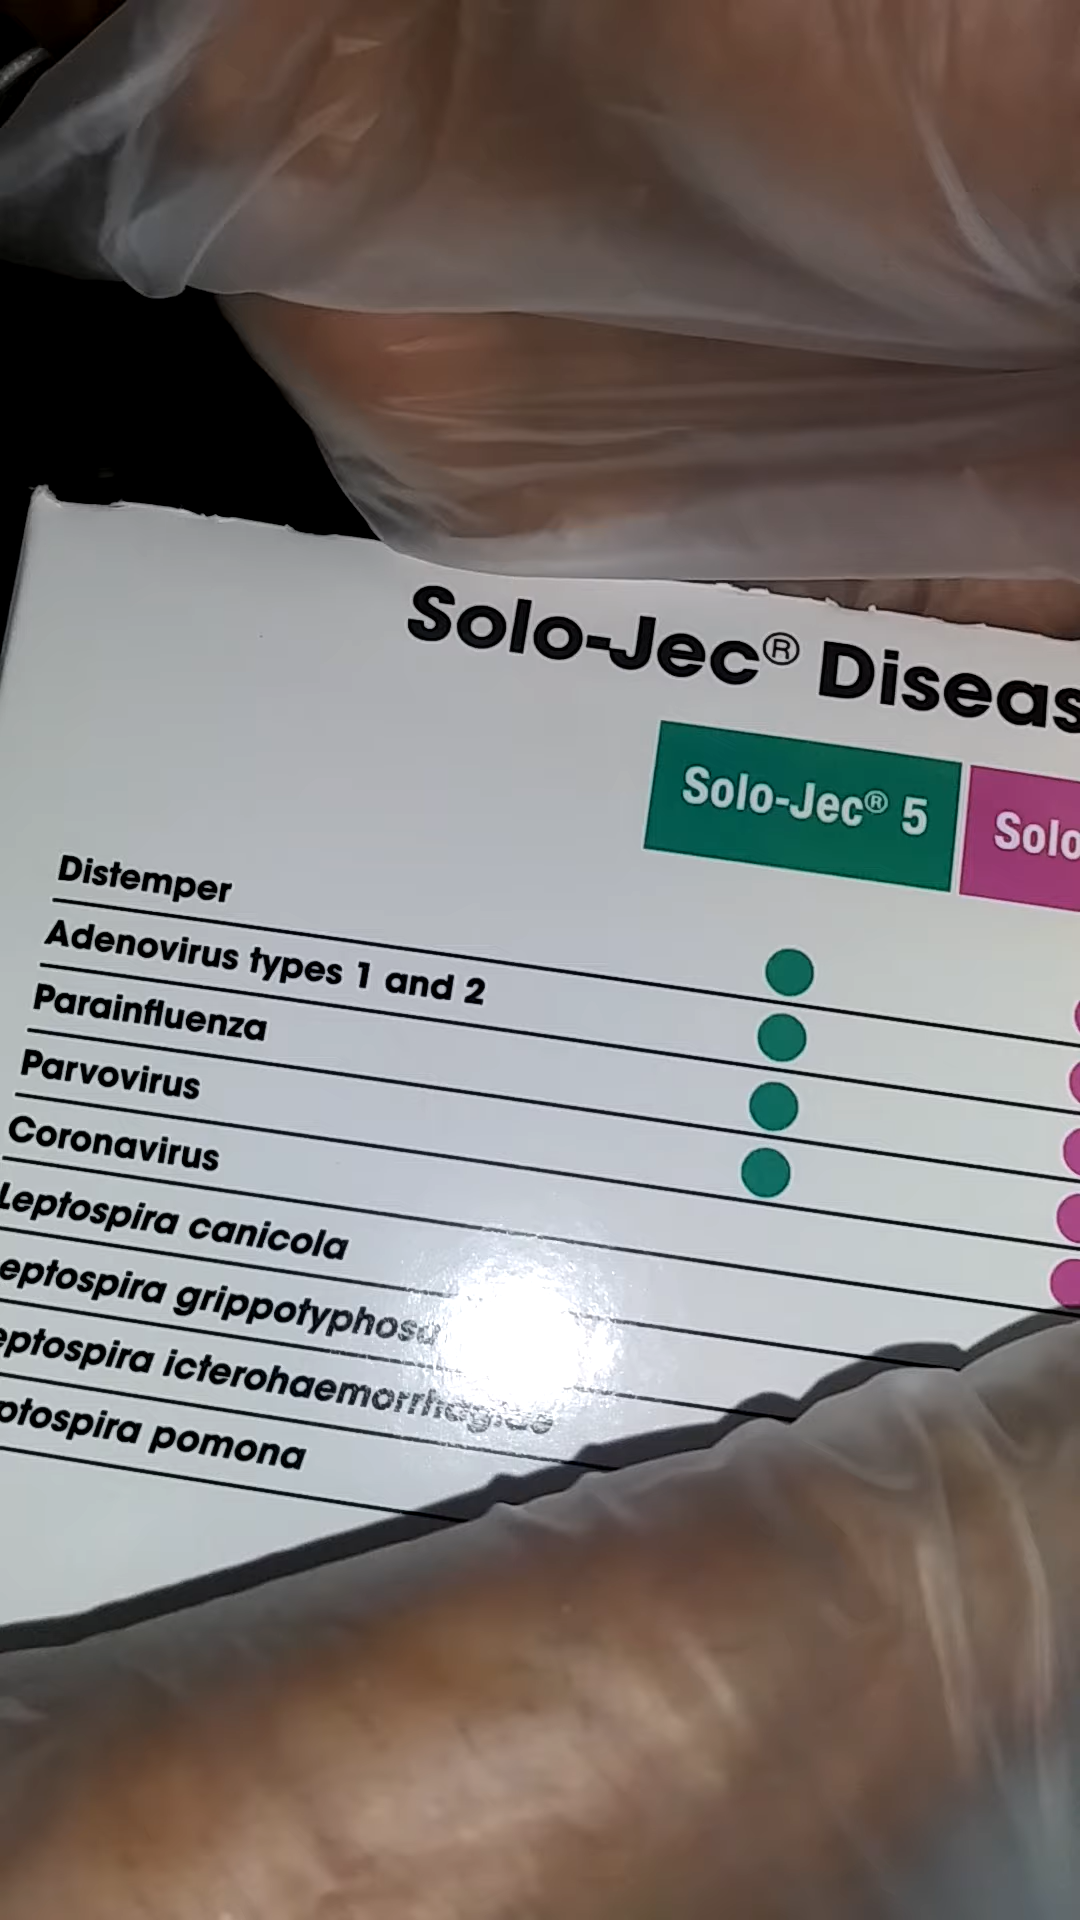 Solo-Jec® Diseas
Solo-Jec® 5
Solo
Distemper
Adenovirus types 1 and 2
Parainfluenza
Parvovirus
Coronavirus
Leptospira canicola
eptospira grippotyphosa
eptospira icterohaemorrhagiae
ptospira pomona